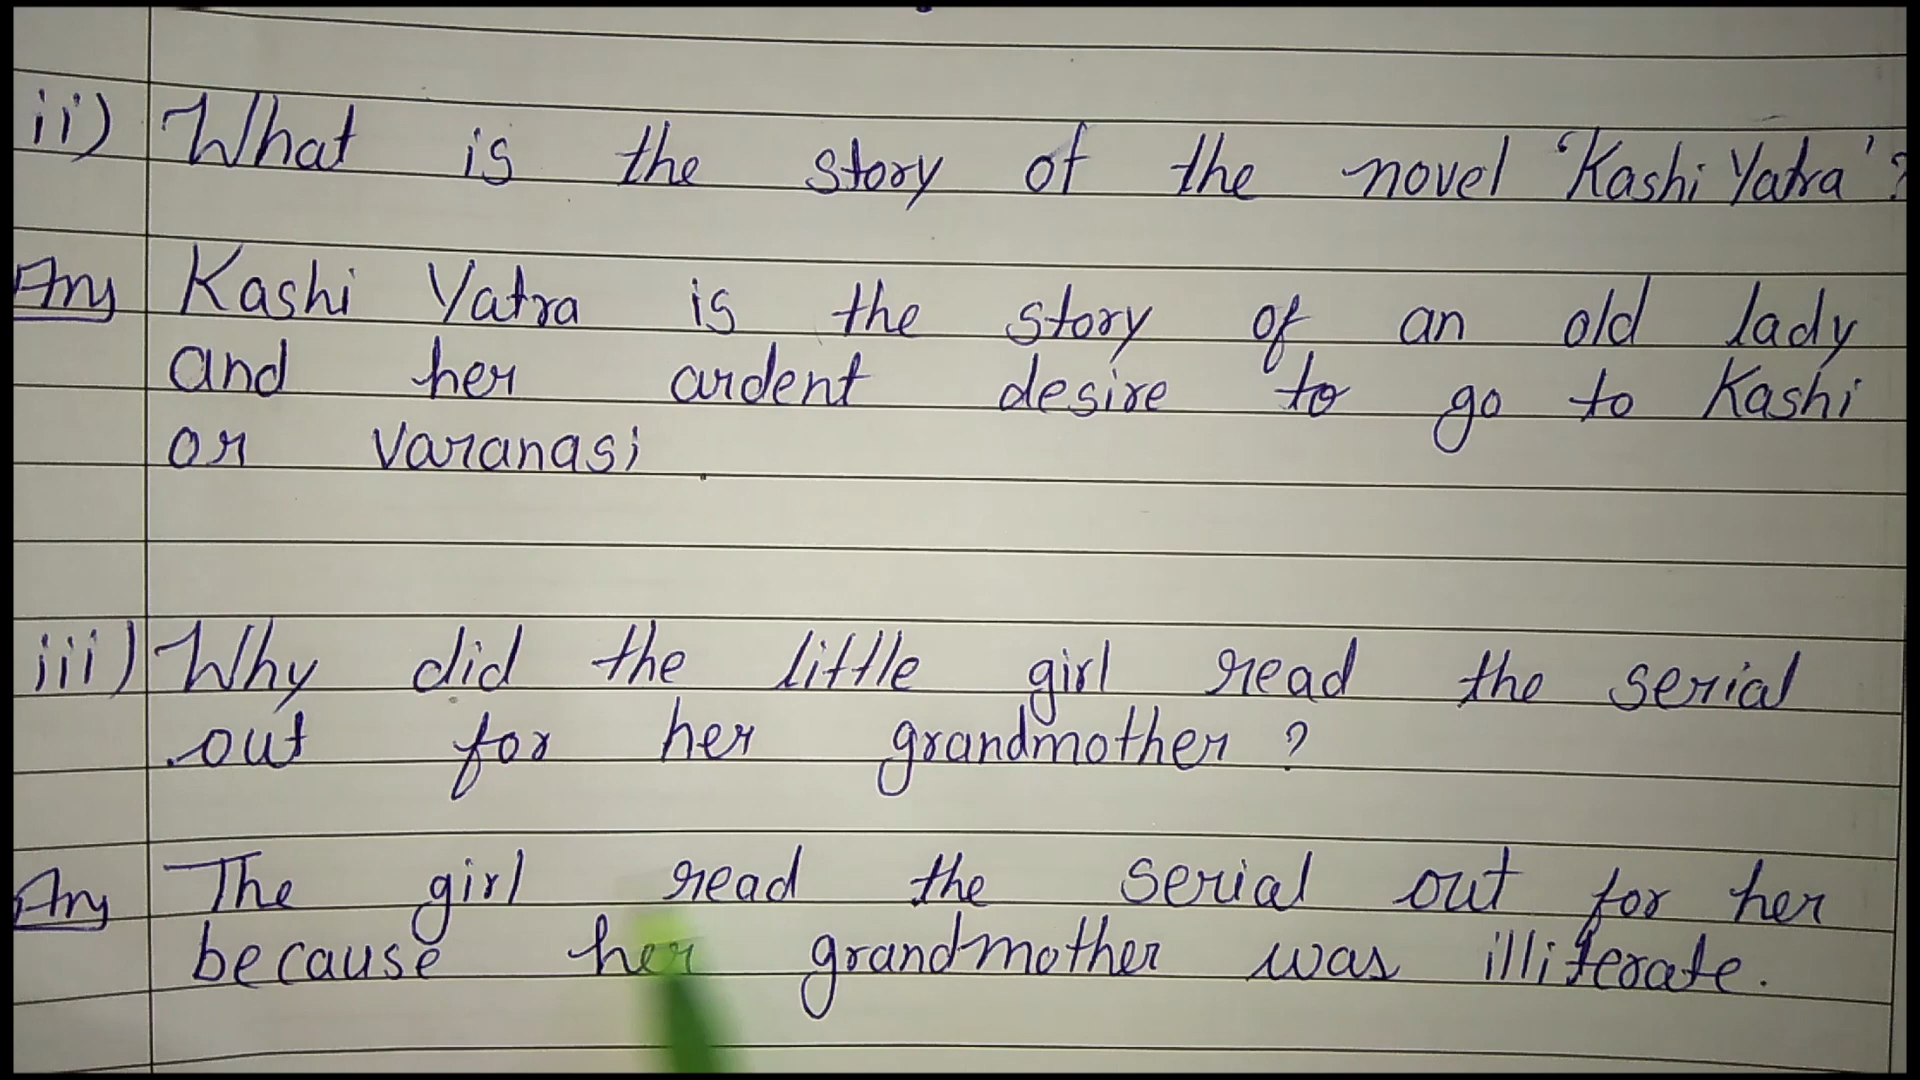 ii) What is the story of the novel 'Kashi Yatra'?
Ans Kashi Yatra is the story of an old lady
and her ardent desire to go to Kashi
or varanasi
iii) Why did the little girl read the serial
out for her grandmother ?
Ans The girl read the serial out for her
because her grandmother was illiterate.